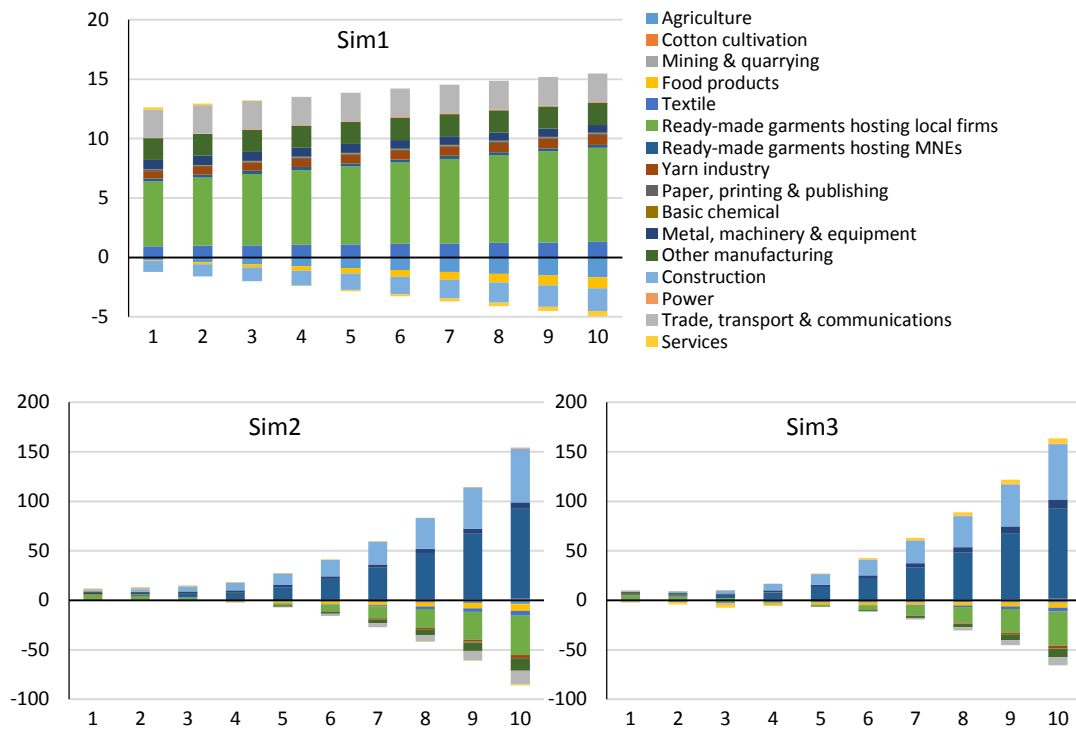 Sim1
20
15
10
5
0
-5
1 2 3 4 5 6 7 8 9 10
Agriculture
Cotton cultivation
Mining & quarrying
Food products
Textile
Ready-made garments hosting local firms
Ready-made garments hosting MNEs
Yarn industry
Paper, printing & publishing
Basic chemical
Metal, machinery & equipment
Other manufacturing
Construction
Power
Trade, transport & communications
Services
Sim2
200
150
100
50
0
-50
-100
1 2 3 4 5 6 7 8 9 10
Sim3
200
150
100
50
0
-50
-100
1 2 3 4 5 6 7 8 9 10